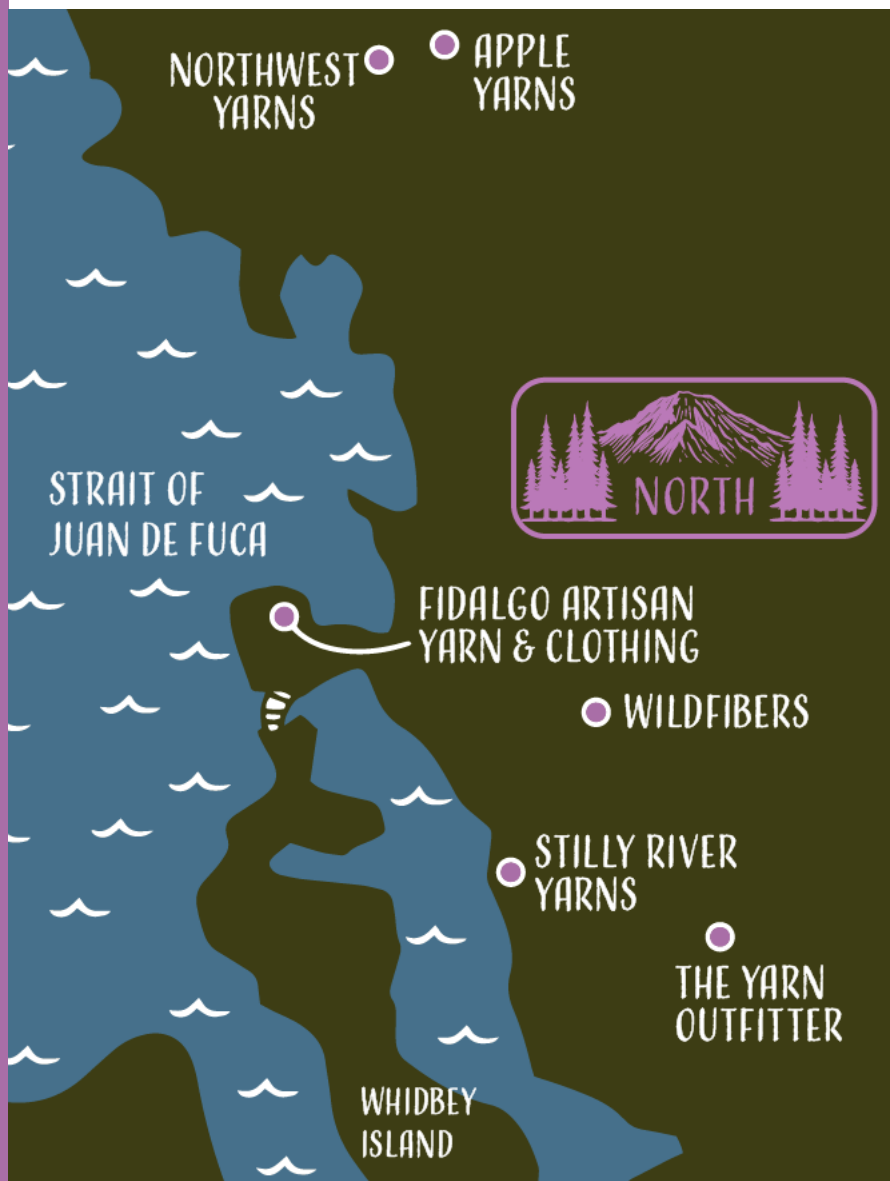 NORTHWEST
YARNS
APPLE
YARNS
NORTH
STRAIT OF
JUAN DE FUCA
FIDALGO ARTISAN
YARN & CLOTHING
WILDFIBERS
STILLY RIVER
YARNS
THE YARN
OUTFITTER
WHIDBEY
ISLAND